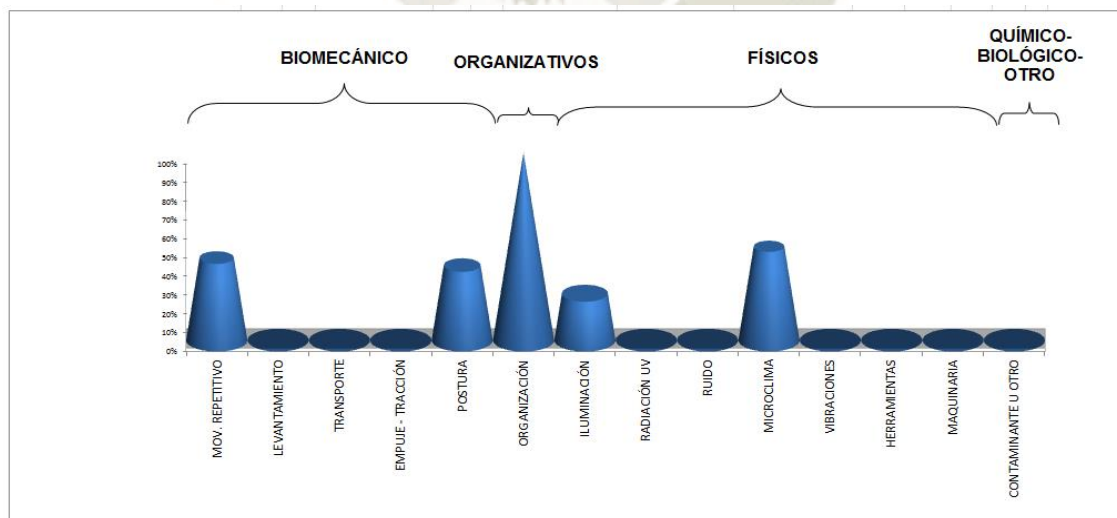 BIOMECÁNICO
ORGANIZATIVOS
FÍSICOS
QUÍMICO-
BIOLÓGICO-
OTRO
100%
90%
80%
70%
60%
50%
40%
30%
20%
10%
0%
MOV. REPETITIVO
LEVANTAMIENTO
TRANSPORTE
EMPUJE - TRACCIÓN
POSTURA
ORGANIZACIÓN
ILUMINACIÓN
RADIACIÓN UV
RUIDO
MICROCLIMA
VIBRACIONES
HERRAMIENTAS
MAQUINARIA
CONTAMINANTE U OTRO